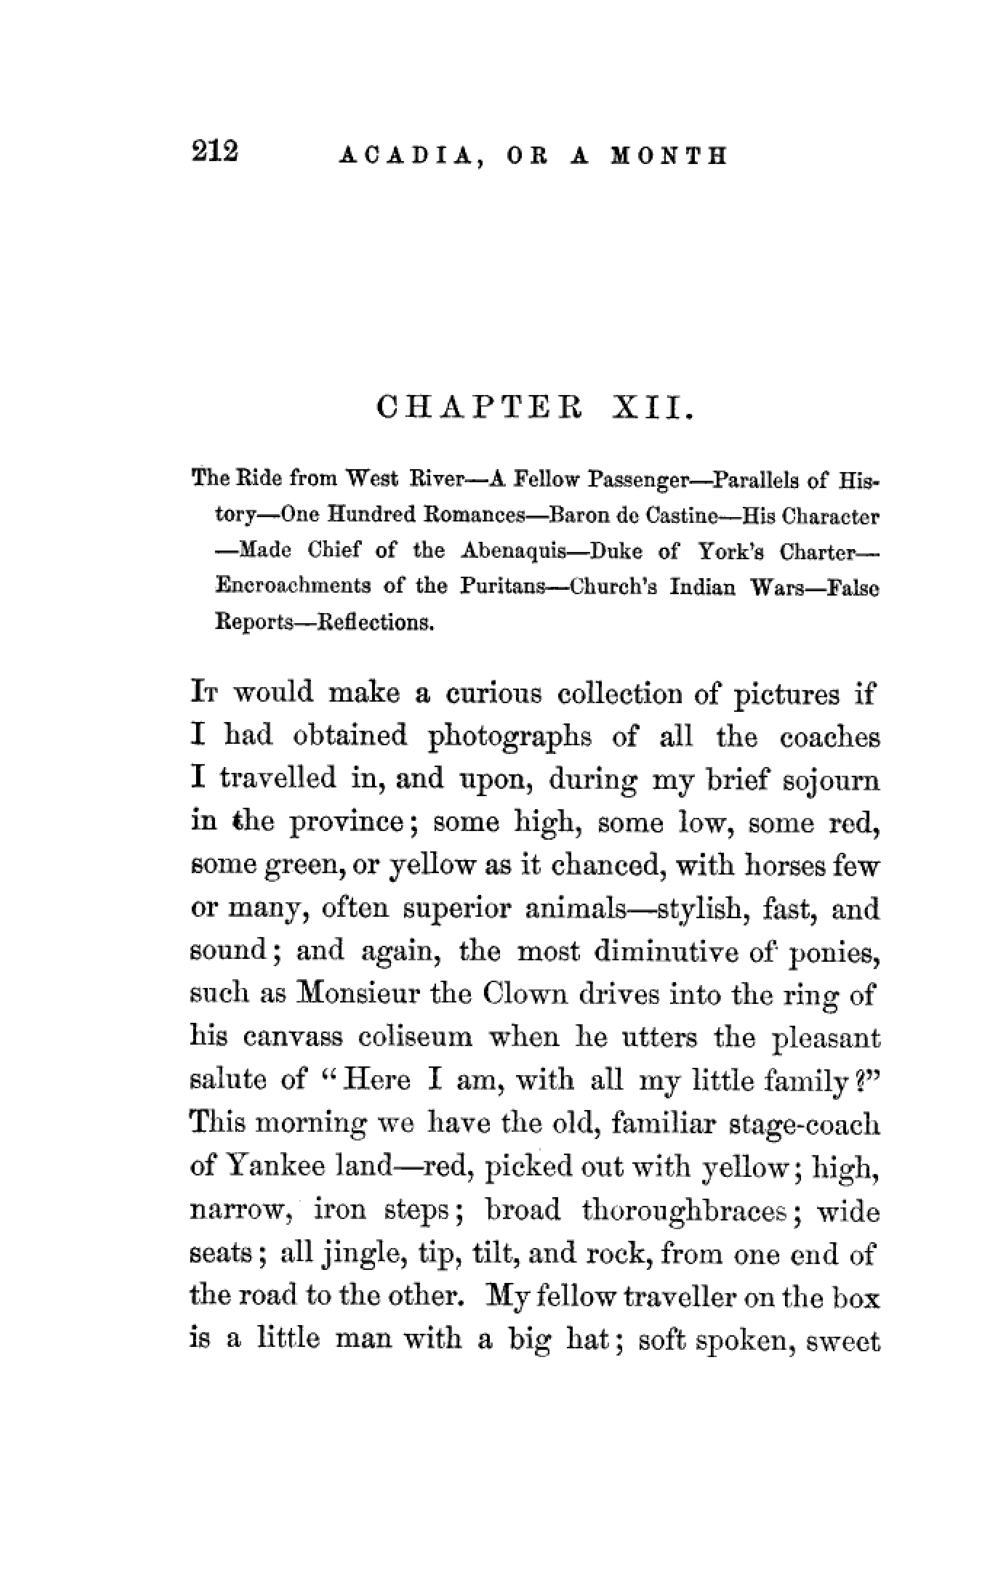 212 ACADIA, OR A MONTH
CHAPTER XII.
The Ride from West River—A Fellow Passenger—Parallels of His-
tory—One Hundred Romances—Baron de Castine—His Character
—Made Chief of the Abenaquis—Duke of York's Charter—
Encroachments of the Puritans—Church's Indian Wars—False
Reports—Reflections.
It would make a curious collection of pictures if
I had obtained photographs of all the coaches
I travelled in, and upon, during my brief sojourn
in the province; some high, some low, some red,
some green, or yellow as it chanced, with horses few
or many, often superior animals—stylish, fast, and
sound; and again, the most diminutive of ponies,
such as Monsieur the Clown drives into the ring of
his canvass coliseum when he utters the pleasant
salute of “Here I am, with all my little family?”
This morning we have the old, familiar stage-coach
of Yankee land—red, picked out with yellow; high,
narrow, iron steps; broad thoroughbraces; wide
seats; all jingle, tip, tilt, and rock, from one end of
the road to the other. My fellow traveller on the box
is a little man with a big hat; soft spoken, sweet